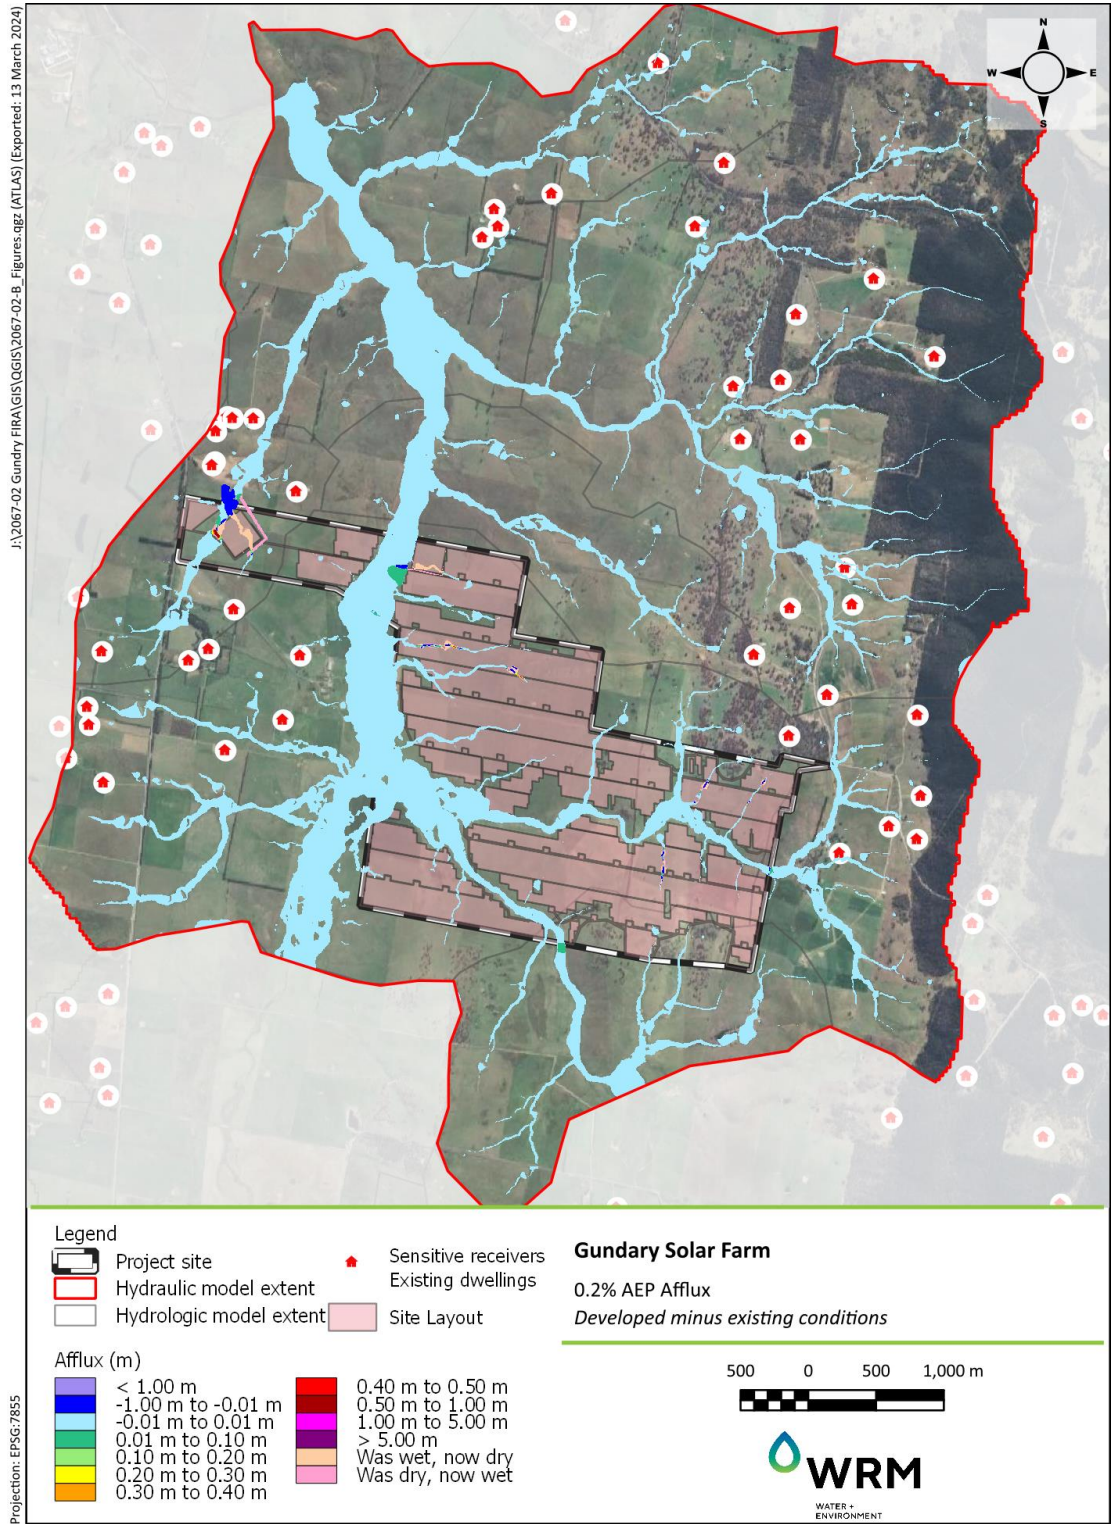 J:\2067-02 Gundry FIRA\GIS\QGIS\2067-02-B_Figures.qgz (ATLAS) (Exported: 13 March 2024)
N
W
E
S
Legend
Project site
Hydraulic model extent
Hydrologic model extent
Sensitive receivers
Existing dwellings
Site Layout
Gundary Solar Farm
0.2% AEP Afflux
Developed minus existing conditions
Afflux (m)
< 1.00 m
-1.00 m to -0.01 m
-0.01 m to 0.01 m
0.01 m to 0.10 m
0.10 m to 0.20 m
0.20 m to 0.30 m
0.30 m to 0.40 m
0.40 m to 0.50 m
0.50 m to 1.00 m
1.00 m to 5.00 m
> 5.00 m
Was wet, now dry
Was dry, now wet
500 0 500 1,000 m
WRM
WATER +
ENVIRONMENT
Projection: EPSG:7855